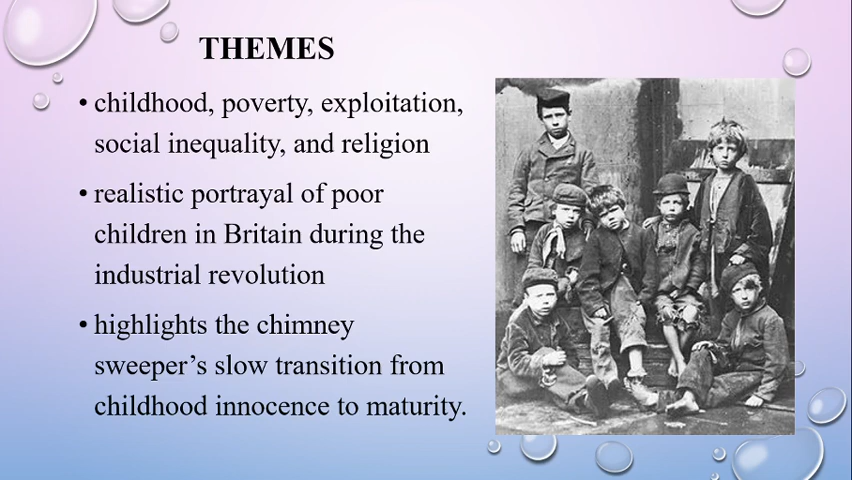 THEMES
• childhood, poverty, exploitation,
social inequality, and religion
• realistic portrayal of poor
children in Britain during the
industrial revolution
• highlights the chimney
sweeper’s slow transition from
childhood innocence to maturity.